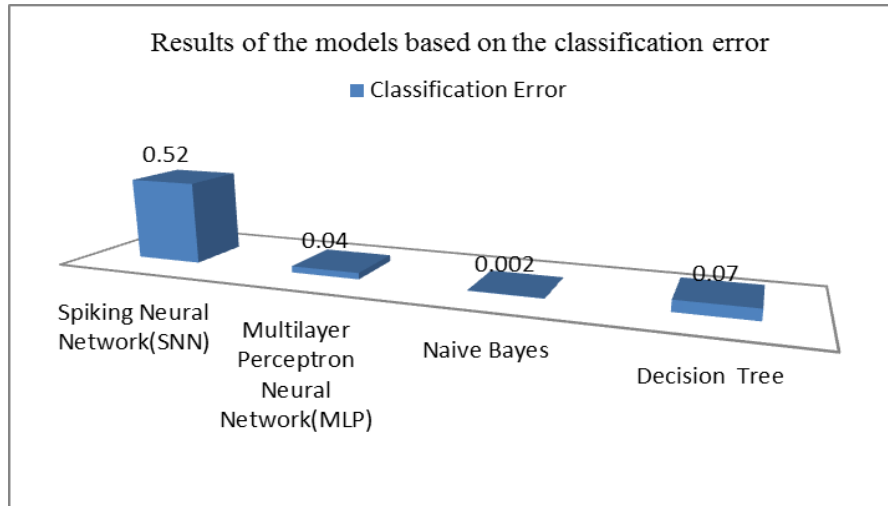 Results of the models based on the classification error
Classification Error
0.52
0.04
0.002
0.07
Spiking Neural
Network(SNN)
Multilayer
Perceptron
Neural
Network(MLP)
Naive Bayes
Decision Tree